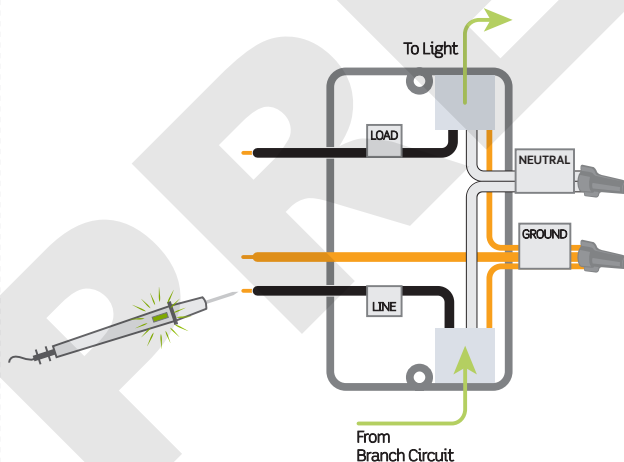 To Light
LOAD
NEUTRAL
GROUND
LINE
From
Branch Circuit